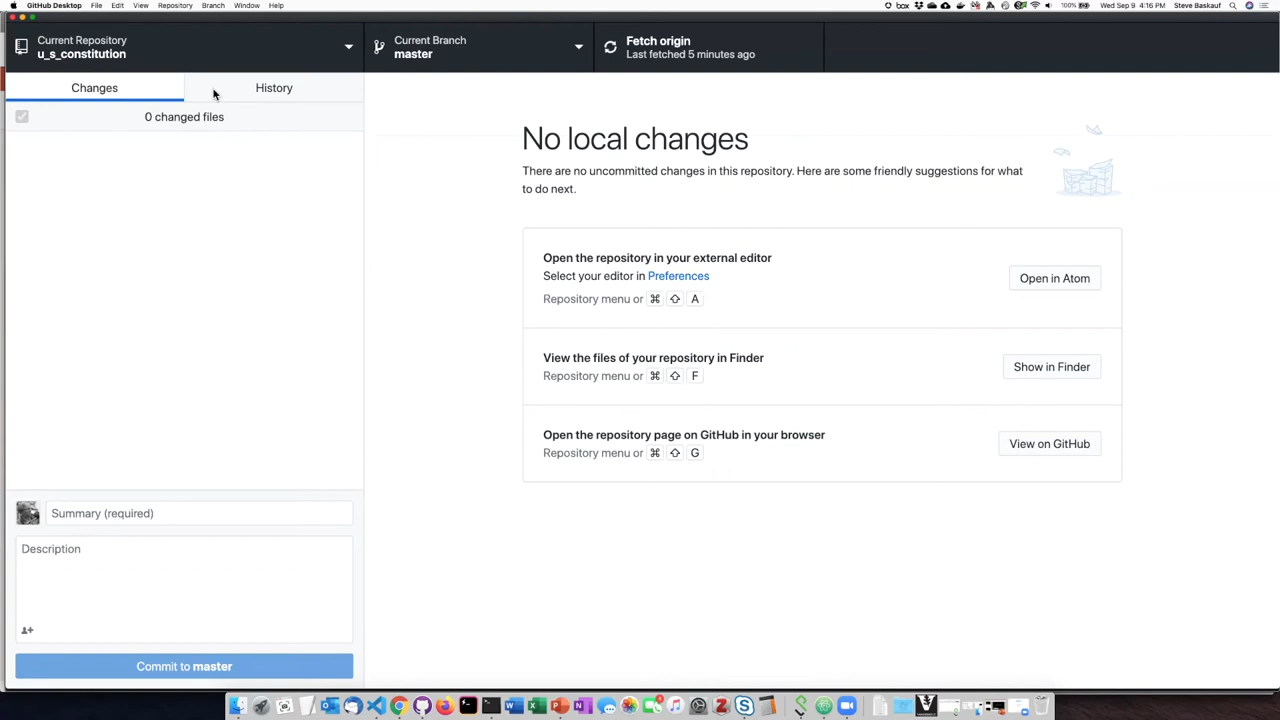 GitHub Desktop File Edit View Repository Branch Window Help
box 100% Wed Sep 9 4:16 PM Steve Baskauf
Current Repository
u_s_constitution
Current Branch
master
Fetch origin
Last fetched 5 minutes ago
Changes
History
0 changed files
No local changes
There are no uncommitted changes in this repository. Here are some friendly suggestions for what
to do next.
Open the repository in your external editor
Select your editor in Preferences
Repository menu or ⌘ ⇧ A
Open in Atom
View the files of your repository in Finder
Repository menu or ⌘ ⇧ F
Show in Finder
Open the repository page on GitHub in your browser
Repository menu or ⌘ ⇧ G
View on GitHub
Summary (required)
Description
Commit to master